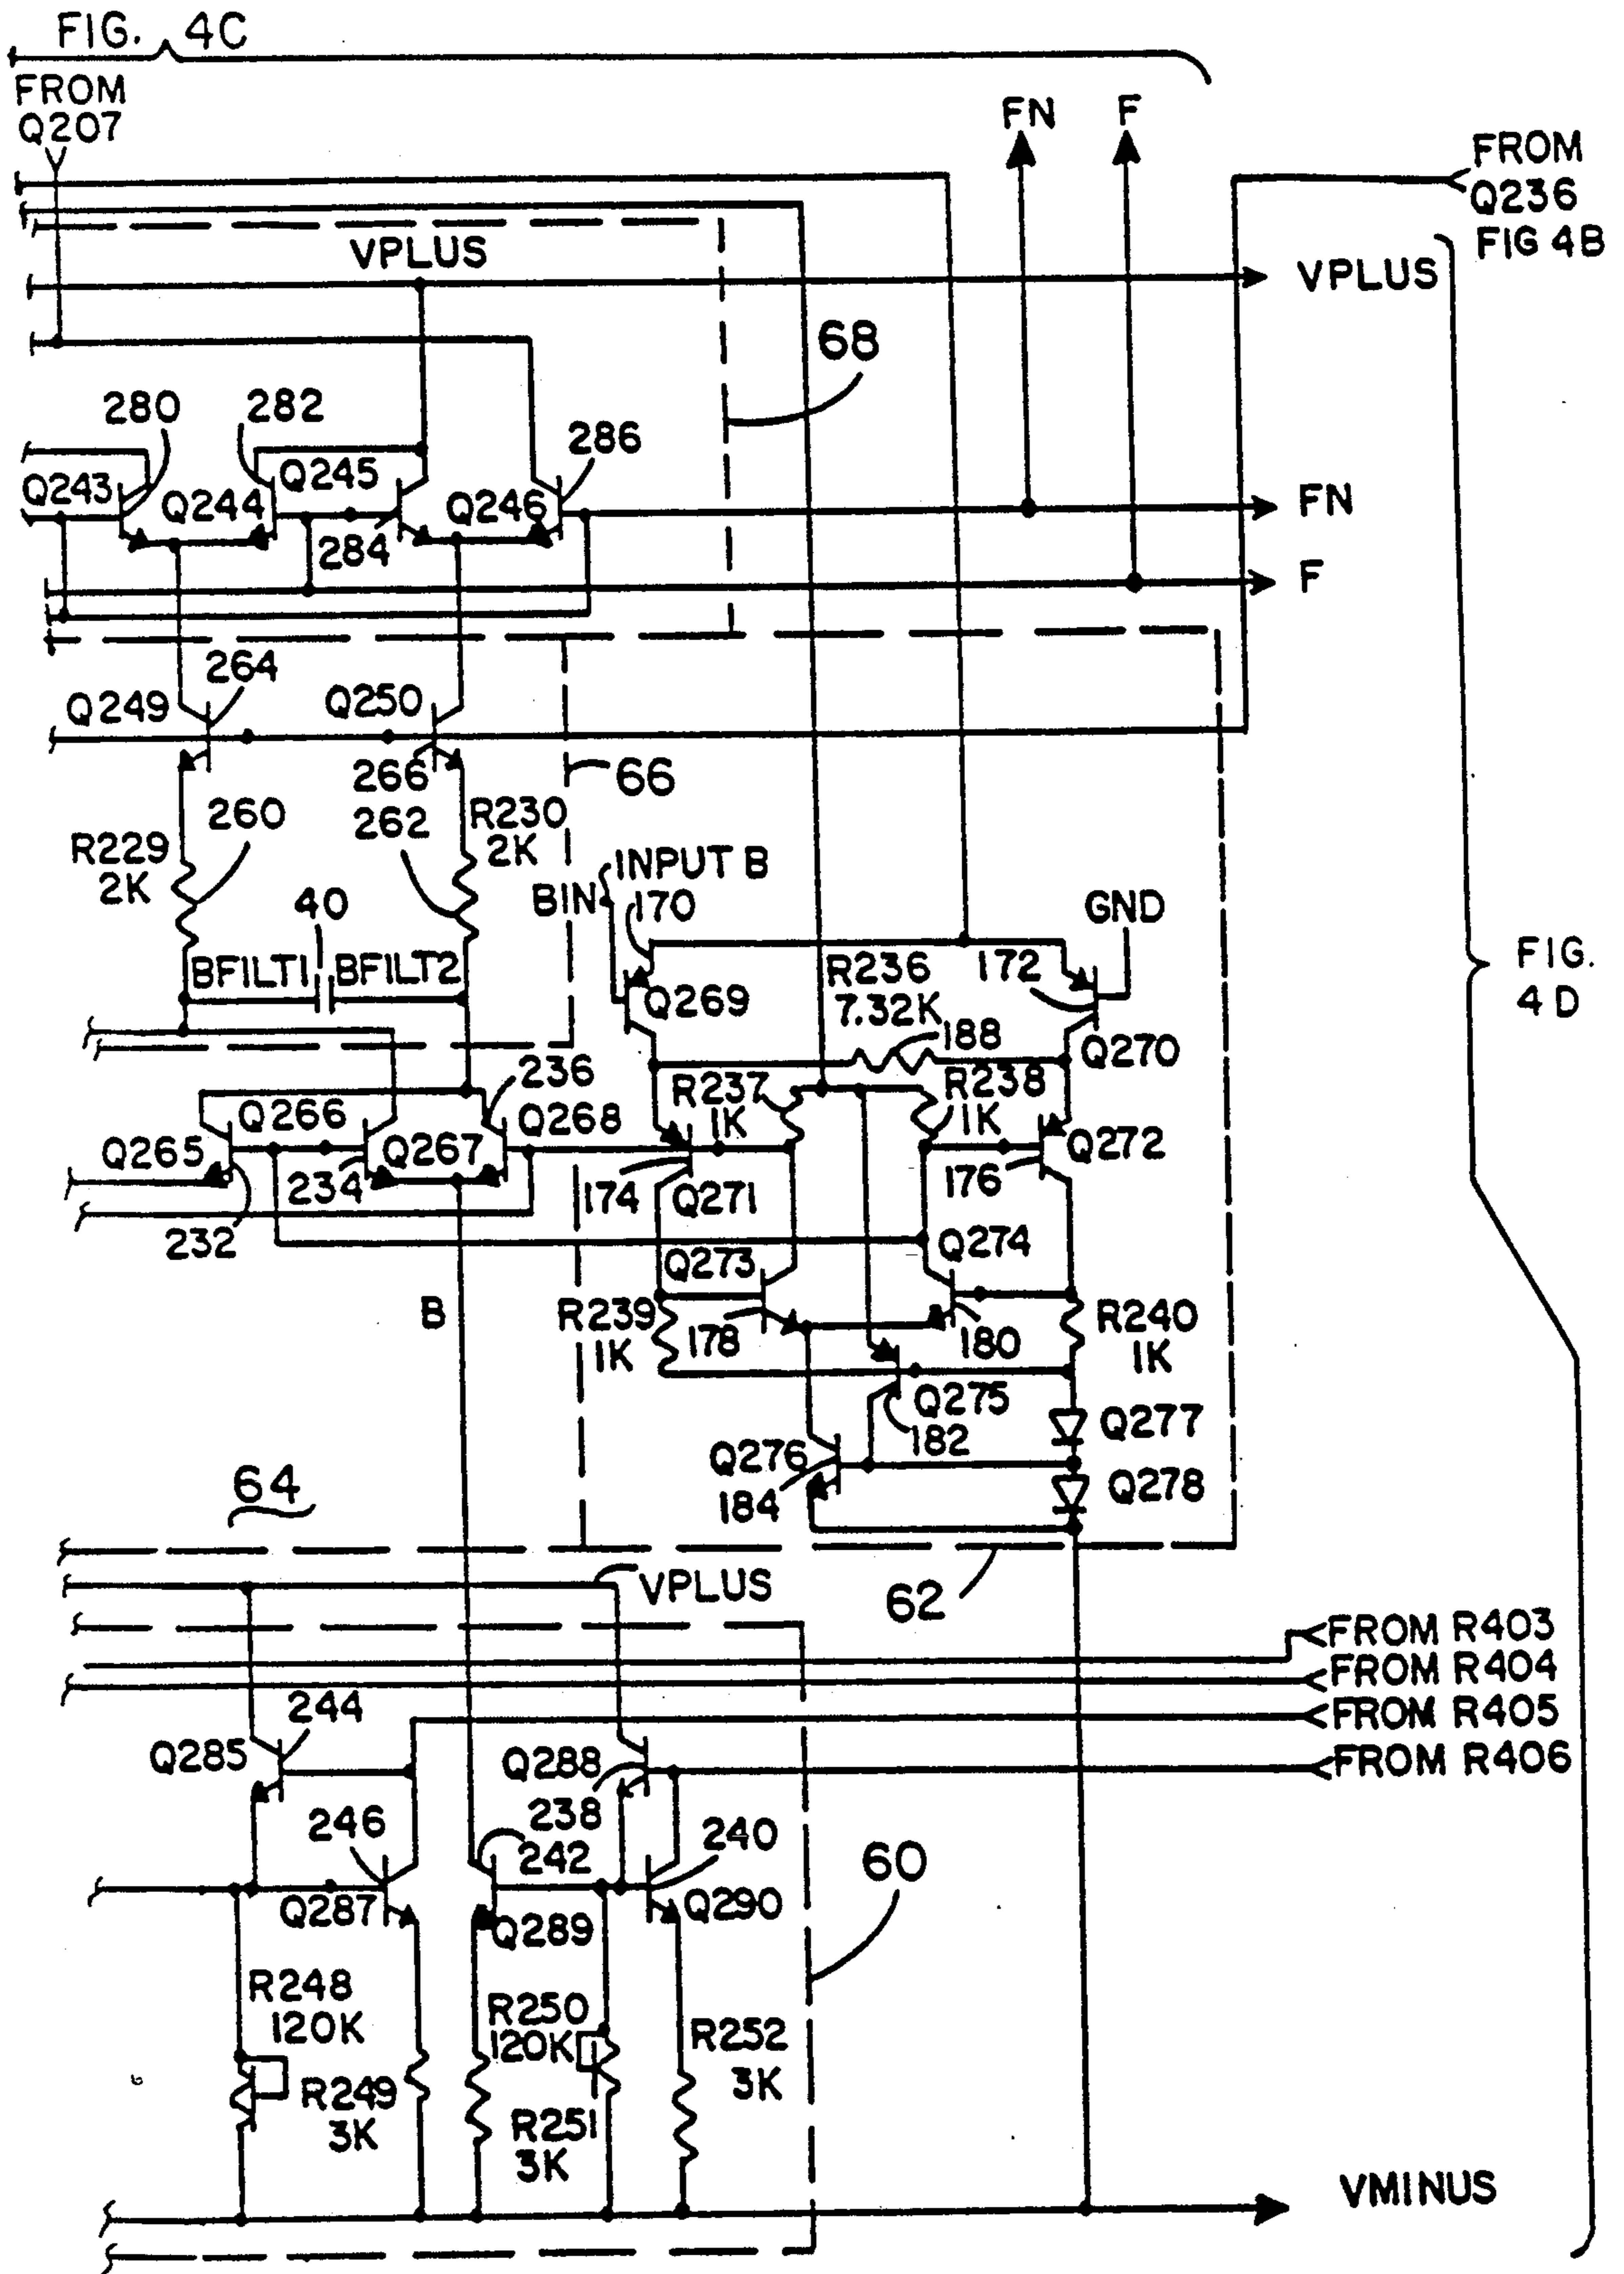 FIG. 4C
FROM
Q207
FN
F
FROM
Q236
FIG 4B
VPLUS
VPLUS
68
280
282
286
Q243
Q244
Q245
Q246
284
FN
F
264
Q249
Q250
266
66
260
262
R230
2K
R229
2K
INPUT B
BIN
170
GND
40
BFILT1
BFILT2
R236
7.32K
172
Q269
188
Q270
FIG.
4D
236
R237
1K
R238
1K
Q265
Q266
Q267
Q268
Q272
234
174
Q271
176
232
Q273
Q274
B
R239
1K
178
180
R240
1K
Q275
182
Q277
Q276
184
Q278
64
VPLUS
62
FROM R403
FROM R404
FROM R405
FROM R406
244
Q285
Q288
238
246
242
240
60
Q287
Q289
Q290
R248
120K
R250
120K
R252
3K
R249
3K
R251
3K
VMINUS